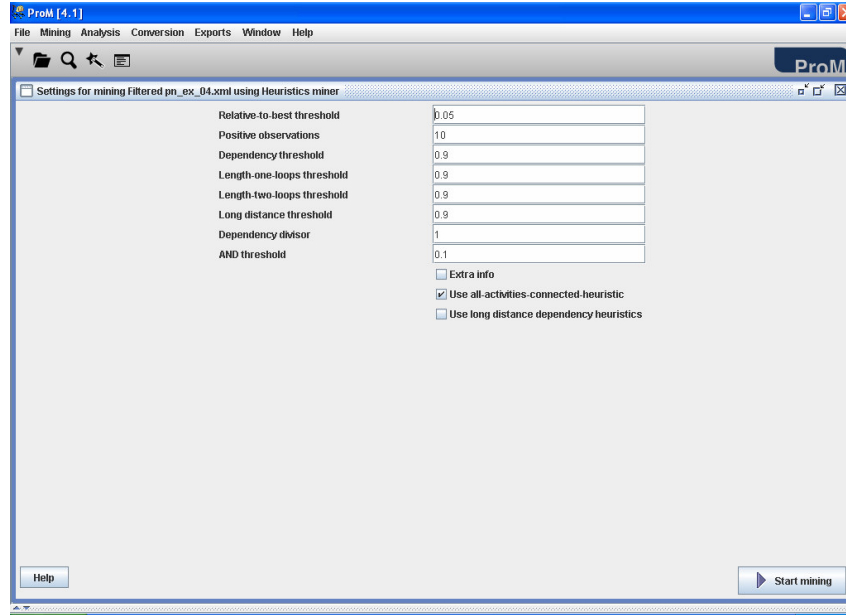 ProM [4.1]
File Mining Analysis Conversion Exports Window Help
ProM
Settings for mining Filtered pn_ex_04.xml using Heuristics miner
Relative-to-best threshold 0.05
Positive observations 10
Dependency threshold 0.9
Length-one-loops threshold 0.9
Length-two-loops threshold 0.9
Long distance threshold 0.9
Dependency divisor 1
AND threshold 0.1
Extra info
Use all-activities-connected-heuristic
Use long distance dependency heuristics
Help Start mining